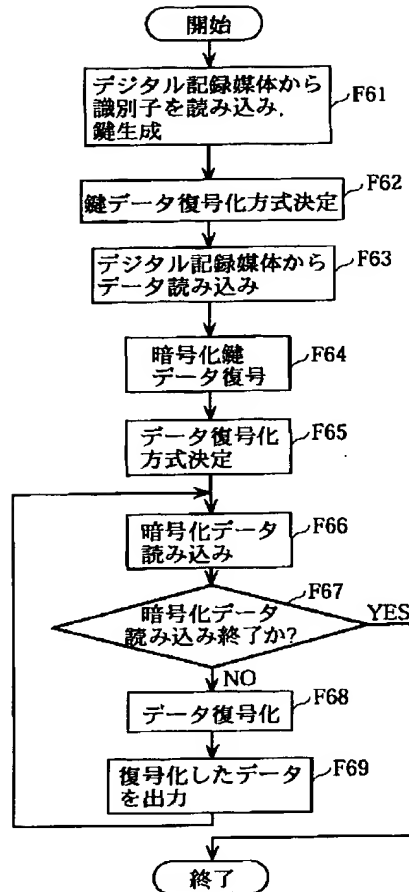 開始
デジタル記録媒体から
識別子を読み込み,
鍵生成
F61
鍵データ復号化方式決定
F62
デジタル記録媒体から
データ読み込み
F63
暗号化鍵
データ復号
F64
データ復号化
方式決定
F65
暗号化データ
読み込み
F66
暗号化データ
読み込み終了か?
F67
YES
NO
データ復号化
F68
復号化したデータ
を出力
F69
終了